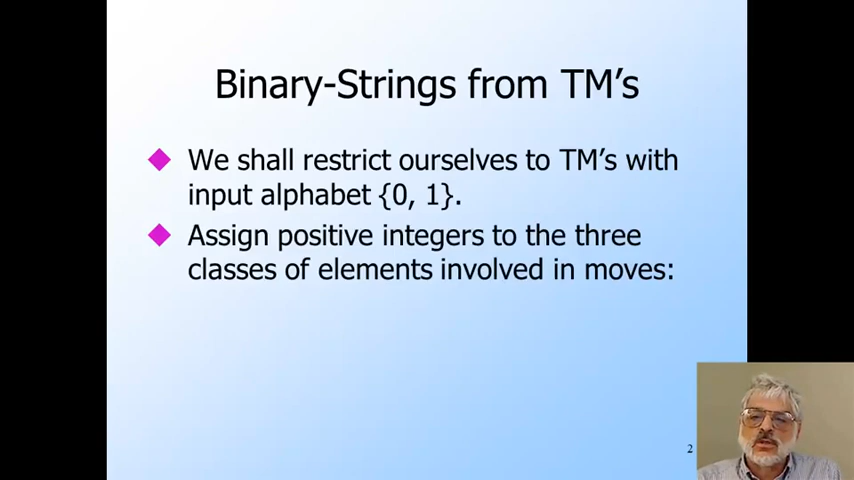 Binary-Strings from TM's
We shall restrict ourselves to TM's with
input alphabet {0, 1}.
Assign positive integers to the three
classes of elements involved in moves:
2